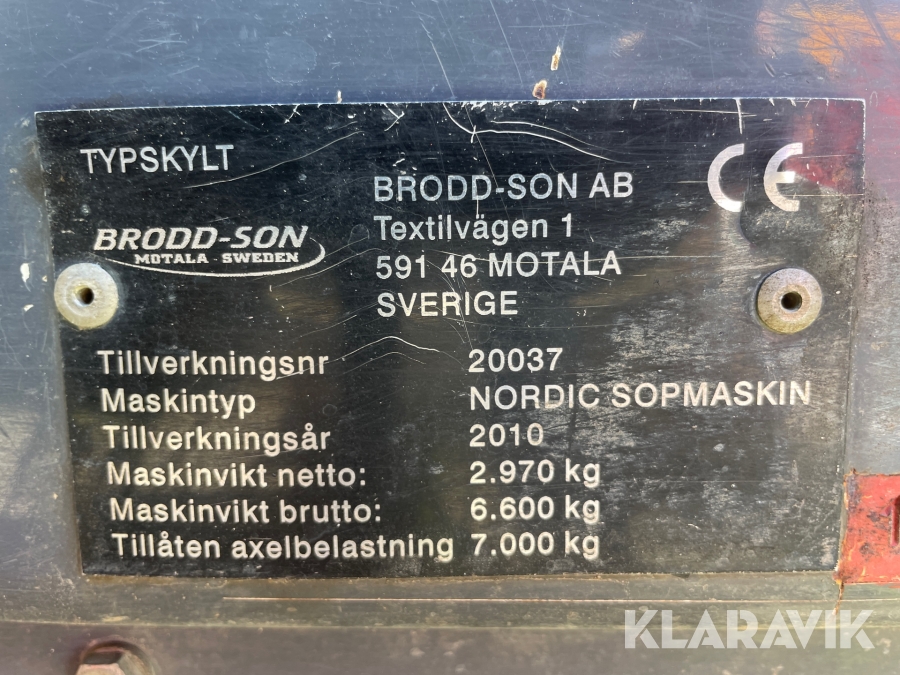 TYPSKYLT
CE
BRODD-SON
MOTALA - SWEDEN
BRODD-SON AB
Textilvägen 1
591 46 MOTALA
SVERIGE
Tillverkningsnr 20037
Maskintyp NORDIC SOPMASKIN
Tillverkningsår 2010
Maskinvikt netto: 2.970 kg
Maskinvikt brutto: 6.600 kg
Tillåten axelbelastning 7.000 kg
KLARAVIK